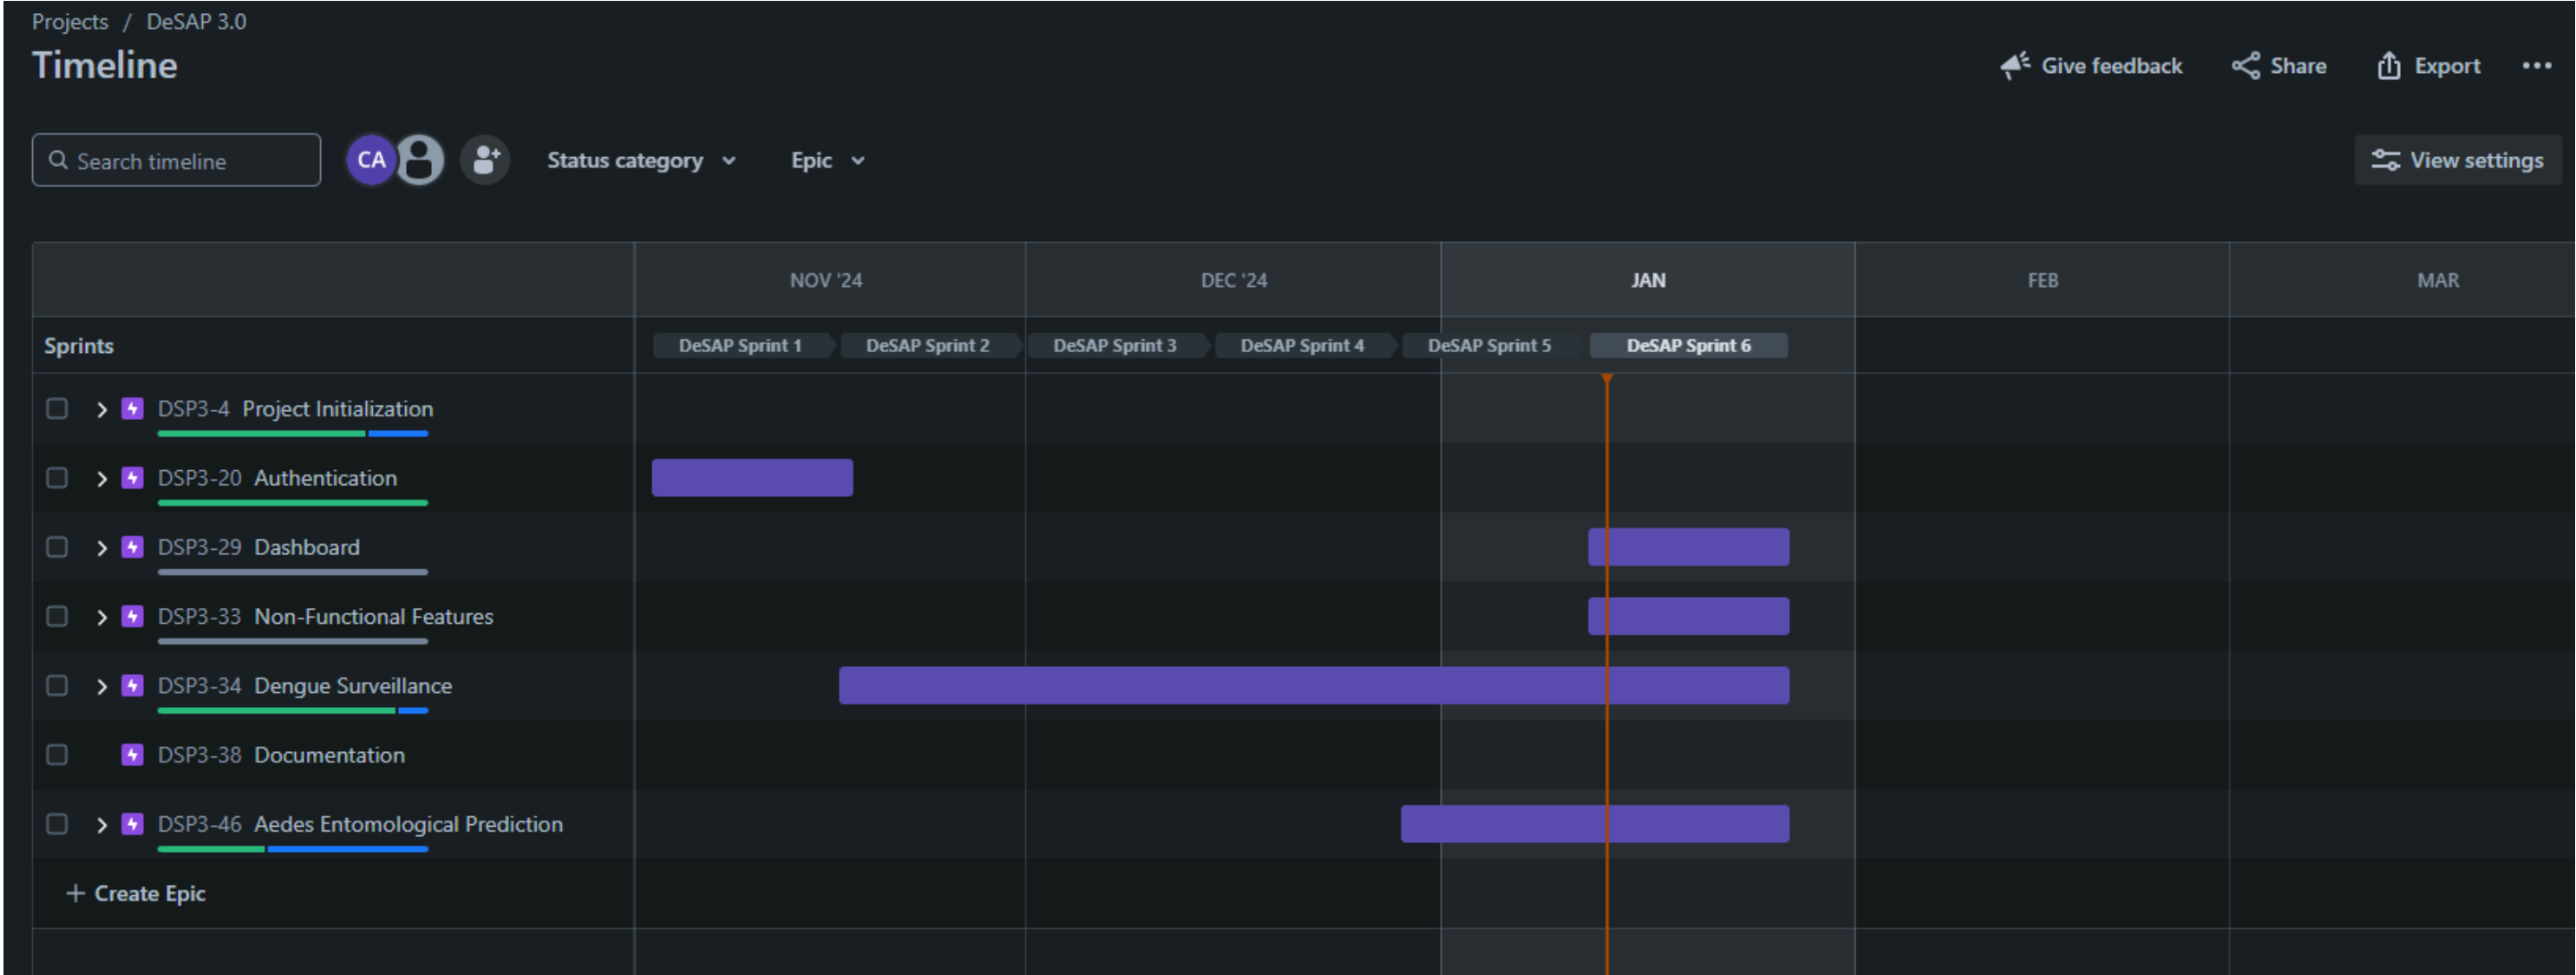 Projects / DeSAP 3.0
Timeline
Give feedback Share Export
Search timeline CA Status category Epic View settings
NOV '24 DEC '24 JAN FEB MAR
Sprints DeSAP Sprint 1 DeSAP Sprint 2 DeSAP Sprint 3 DeSAP Sprint 4 DeSAP Sprint 5 DeSAP Sprint 6
DSP3-4 Project Initialization
DSP3-20 Authentication
DSP3-29 Dashboard
DSP3-33 Non-Functional Features
DSP3-34 Dengue Surveillance
DSP3-38 Documentation
DSP3-46 Aedes Entomological Prediction
+ Create Epic